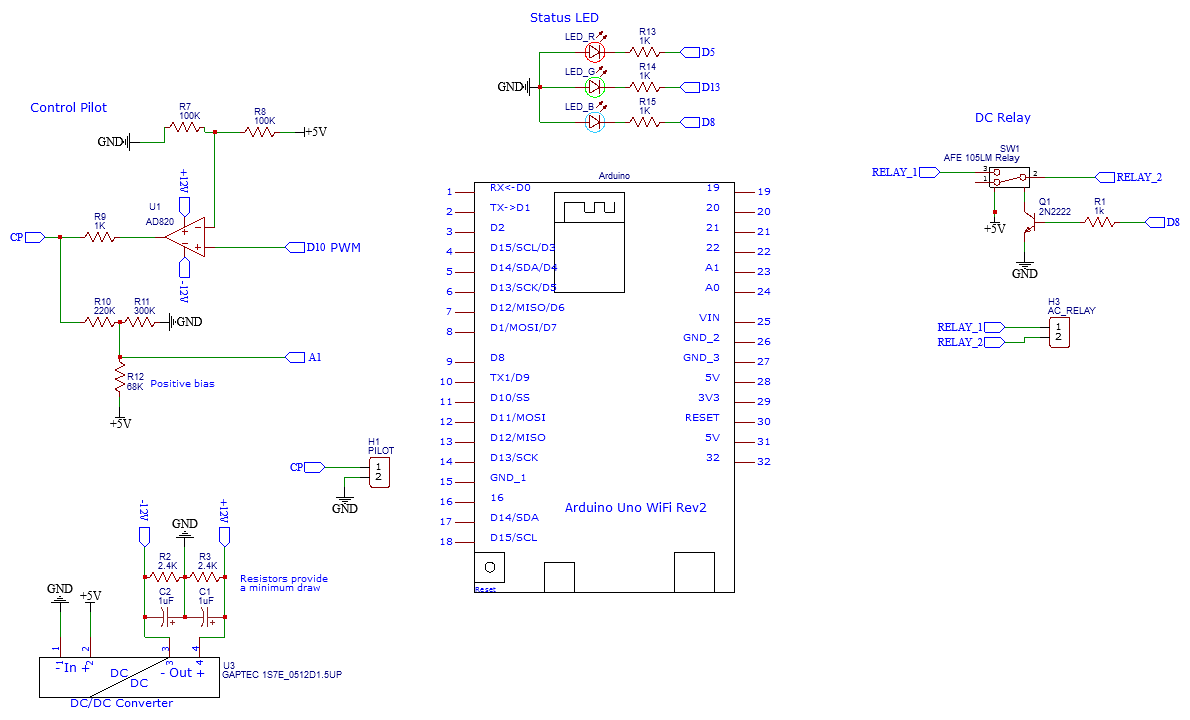 Status LED
LED_R
R13
1K
D5
LED_G
R14
1K
GND
D13
LED_B
R15
1K
D8
Control Pilot
R7
100K
R8
100K
GND
+5V
+12V
U1
AD820
R9
1K
CP
D10 PWM
-12V
R10
220K
R11
300K
GND
A1
R12
68K
Positive bias
+5V
DC Relay
SW1
AFE 105LM Relay
RELAY_1
3
1
2
RELAY_2
Q1
2N2222
R1
1k
D8
+5V
GND
H3
AC_RELAY
RELAY_1
1
RELAY_2
2
Arduino
1 RX<-D0 19 19
2 TX->D1 20 20
3 D2 21 21
4 D15/SCL/D3 22 22
5 D14/SDA/D4 A1 23
6 D13/SCK/D5 A0 24
7 D12/MISO/D6
8 D1/MOSI/D7
VIN 25
GND_2 26
9 D8 GND_3 27
10 TX1/D9 5V 28
11 D10/SS 3V3 29
12 D11/MOSI RESET 30
13 D12/MISO 5V 31
14 D13/SCK 32 32
15 GND_1
16 16
17 D14/SDA
18 D15/SCL
Arduino Uno WiFi Rev2
Reset
H1
PILOT
CP
1
2
GND
-12V
GND
+12V
R2
2.4K
R3
2.4K
Resistors provide
a minimum draw
C2
1uF
C1
1uF
GND
+5V
1
2
3
4
1
2
3
4
- In +
DC
DC
- Out +
U3
GAPTEC 1S7E_0512D1.5UP
DC/DC Converter